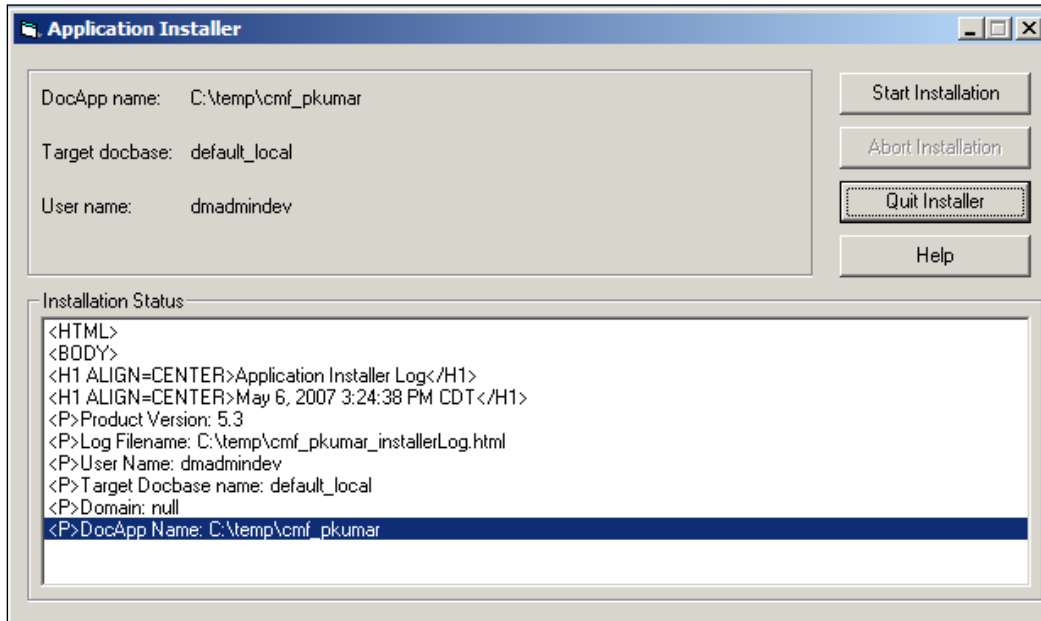 Application Installer
DocApp name: C:\temp\cmf_pkumar
Target docbase: default_local
User name: dmadmindev
Start Installation
Abort Installation
Quit Installer
Help
Installation Status
<HTML>
<BODY>
<H1 ALIGN=CENTER>Application Installer Log</H1>
<H1 ALIGN=CENTER>May 6, 2007 3:24:38 PM CDT</H1>
<P>Product Version: 5.3
<P>Log Filename: C:\temp\cmf_pkumar_installerLog.html
<P>User Name: dmadmindev
<P>Target Docbase name: default_local
<P>Domain: null
<P>DocApp Name: C:\temp\cmf_pkumar